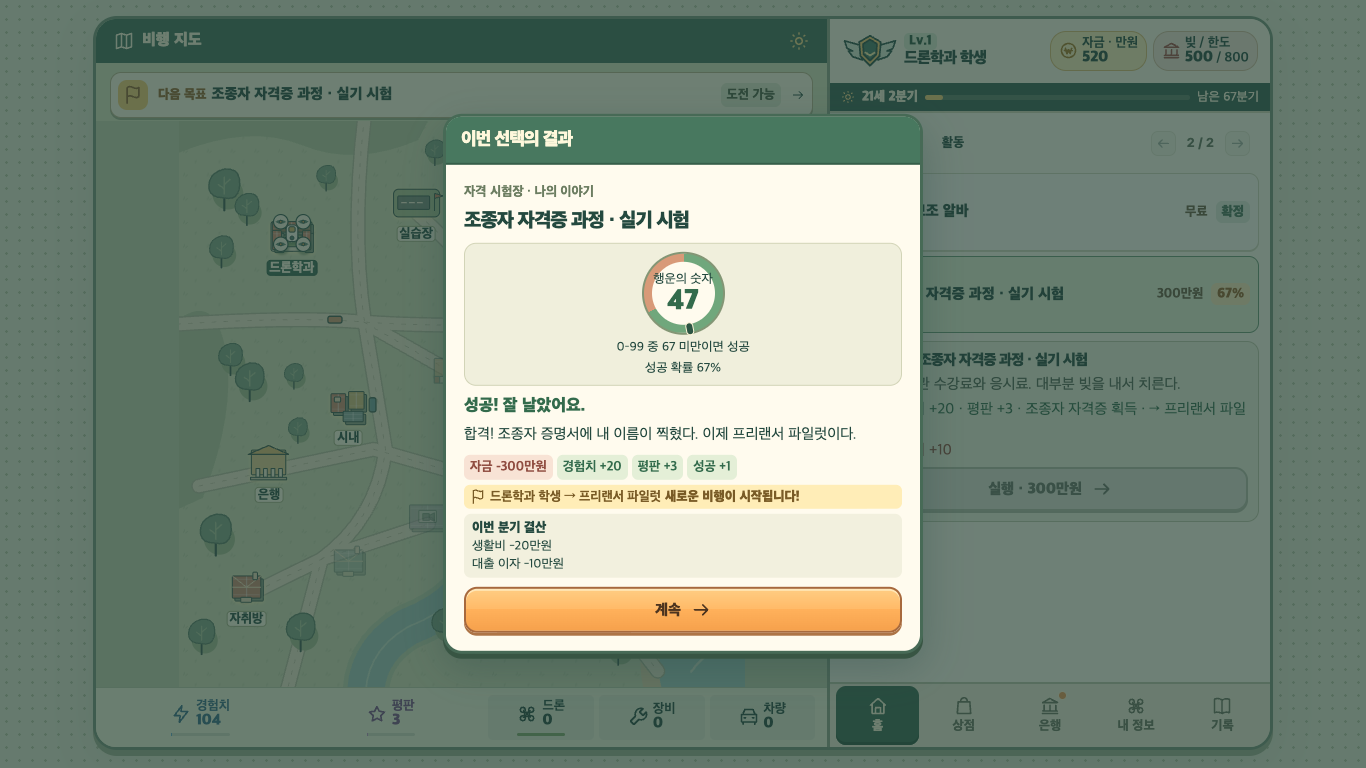 비행 지도
다음 목표 조종자 자격증 과정 · 실기 시험
도전 가능 →
실습장
드론학과
시내
은행
자취방
경험치
104
평판
3
드론
0
장비
0
차량
0
Lv.1
드론학과 학생
자금 · 만원
520
빚 / 한도
500 / 800
21세 2분기
남은 67분기
활동
← 2 / 2 →
조 알바
무료 확정
자격증 과정 · 실기 시험
300만원 67%
조종자 자격증 과정 · 실기 시험
수강료와 응시료. 대부분 빚을 내서 치른다.
+20 · 평판 +3 · 조종자 자격증 획득 · → 프리랜서 파일
+10
실행 · 300만원 →
홈
상점
은행
내 정보
기록
이번 선택의 결과
자격 시험장 · 나의 이야기
조종자 자격증 과정 · 실기 시험
행운의 숫자
47
0-99 중 67 미만이면 성공
성공 확률 67%
성공! 잘 날았어요.
합격! 조종자 증명서에 내 이름이 찍혔다. 이제 프리랜서 파일럿이다.
자금 -300만원 경험치 +20 평판 +3 성공 +1
드론학과 학생 → 프리랜서 파일럿 새로운 비행이 시작됩니다!
이번 분기 결산
생활비 -20만원
대출 이자 -10만원
계속 →